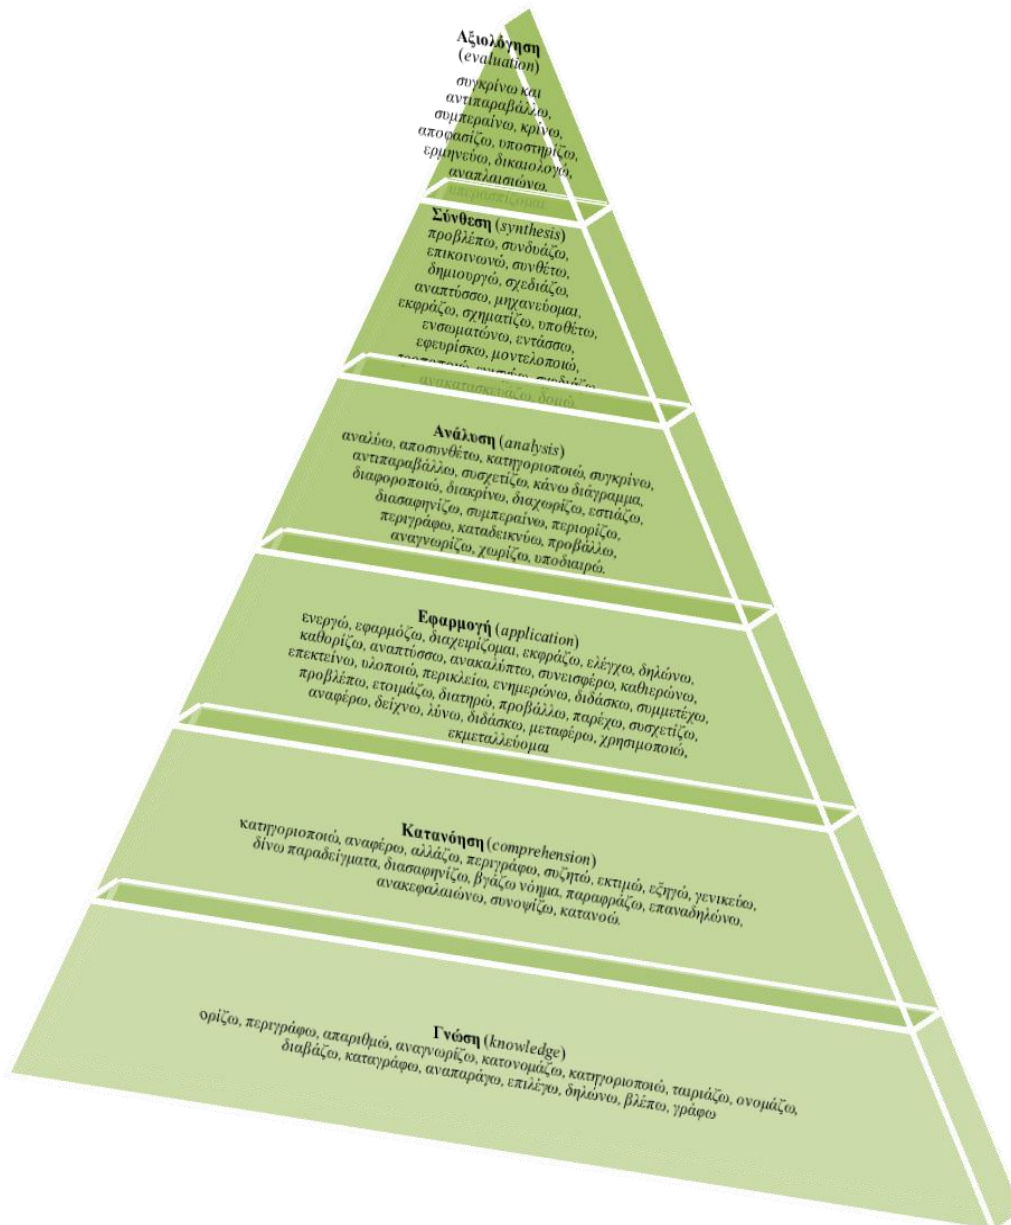 Αξιολόγηση
(evaluation)
συγκρίνω και
αντιπαραβάλλω,
συμπεραίνω, κρίνω,
αποφασίζω, υποστηρίζω,
ερμηνεύω, δικαιολογώ,
αναπλαισιώνω,
υπερασπίζομαι
Σύνθεση (synthesis)
προβλέπω, συνδυάζω,
επικοινωνώ, συνθέτω,
δημιουργώ, σχεδιάζω,
αναπτύσσω, μηχανεύομαι,
εκφράζω, σχηματίζω, υποθέτω,
ενσωματώνω, εντάσσω,
εφευρίσκω, μοντελοποιώ,
τροποποιώ, ενισχύω, σχεδιάζω,
ανακατασκευάζω, δομώ,
Ανάλυση (analysis)
αναλύω, αποσυνθέτω, κατηγοριοποιώ, συγκρίνω,
αντιπαραβάλλω, συσχετίζω, κάνω διάγραμμα,
διαφοροποιώ, διακρίνω, διαχωρίζω, εστιάζω,
διασαφηνίζω, συμπεραίνω, περιορίζω,
περιγράφω, καταδεικνύω, προβάλλω,
αναγνωρίζω, χωρίζω, υποδιαιρώ.
Εφαρμογή (application)
ενεργώ, εφαρμόζω, διαχειρίζομαι, εκφράζω, ελέγχω, δηλώνω,
καθορίζω, αναπτύσσω, ανακαλύπτω, συνεισφέρω, καθιερώνω,
επεκτείνω, υλοποιώ, περικλείω, ενημερώνω, διδάσκω, συμμετέχω,
προβλέπω, ετοιμάζω, διατηρώ, προβάλλω, παρέχω, συσχετίζω,
αναφέρω, δείχνω, λύνω, διδάσκω, μεταφέρω, χρησιμοποιώ,
εκμεταλλεύομαι
Κατανόηση (comprehension)
κατηγοριοποιώ, αναφέρω, αλλάζω, περιγράφω, συζητώ, εκτιμώ, εξηγώ, γενικεύω,
δίνω παραδείγματα, διασαφηνίζω, βγάζω νόημα, παραφράζω, επαναδηλώνω,
ανακεφαλαιώνω, συνοψίζω, κατανοώ.
Γνώση (knowledge)
ορίζω, περιγράφω, απαριθμώ, αναγνωρίζω, κατονομάζω, κατηγοριοποιώ, ταιριάζω, ονομάζω,
διαβάζω, καταγράφω, αναπαράγω, επιλέγω, δηλώνω, βλέπω, γράφω